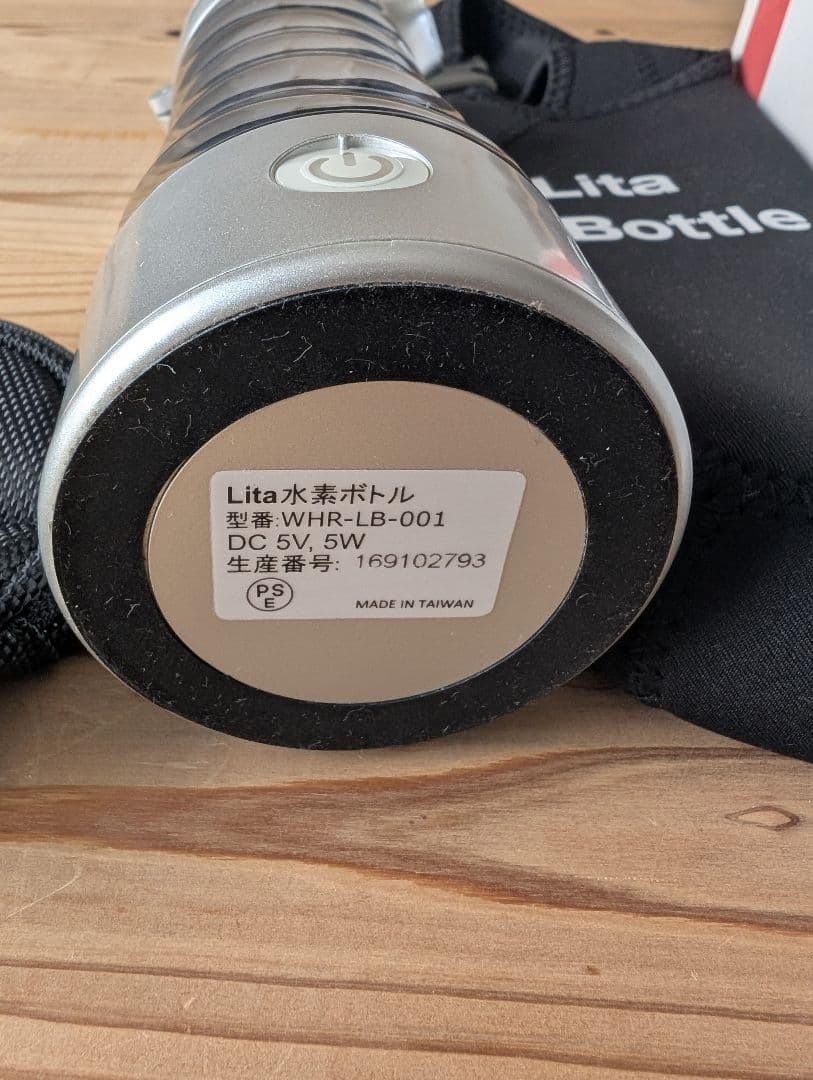 Lita
Bottle
Lita水素ボトル
型番:WHR-LB-001
DC 5V, 5W
生産番号: 169102793
PS
E
MADE IN TAIWAN